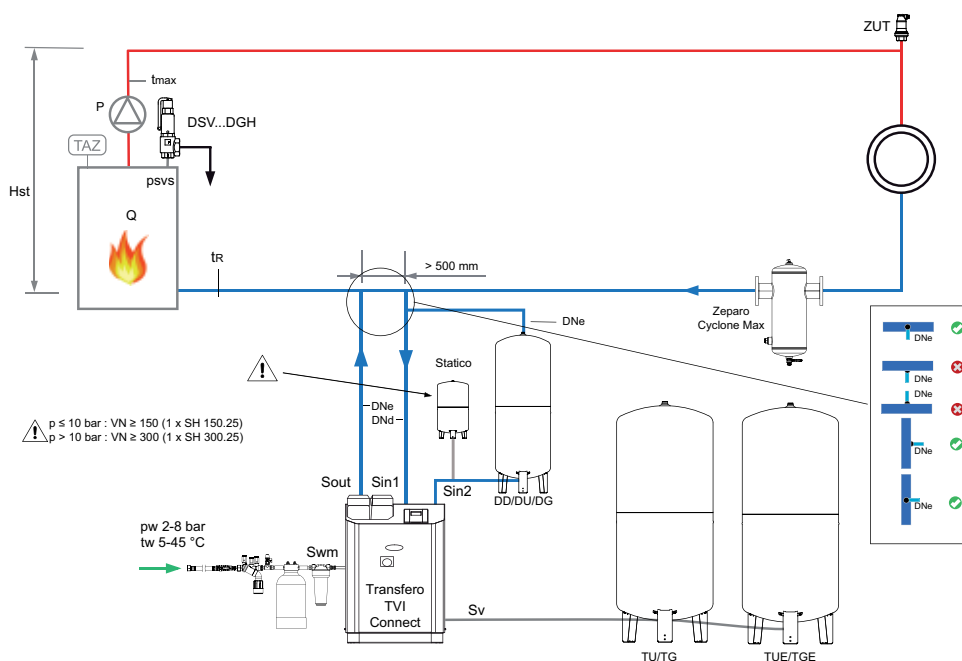 ZUT
tmax
P
DSV...DGH
TAZ
psvs
Hst
Q
tR
> 500 mm
Zeparo
Cyclone Max
DNe
Statico
DNe
DNe
DNe
DNe
DNe
DNe
DNd
p ≤ 10 bar : VN ≥ 150 (1 x SH 150.25)
p > 10 bar : VN ≥ 300 (1 x SH 300.25)
Sout
Sin1
Sin2
DD/DU/DG
pw 2-8 bar
tw 5-45 °C
Swm
Transfero
TVI
Connect
Sv
TU/TG
TUE/TGE